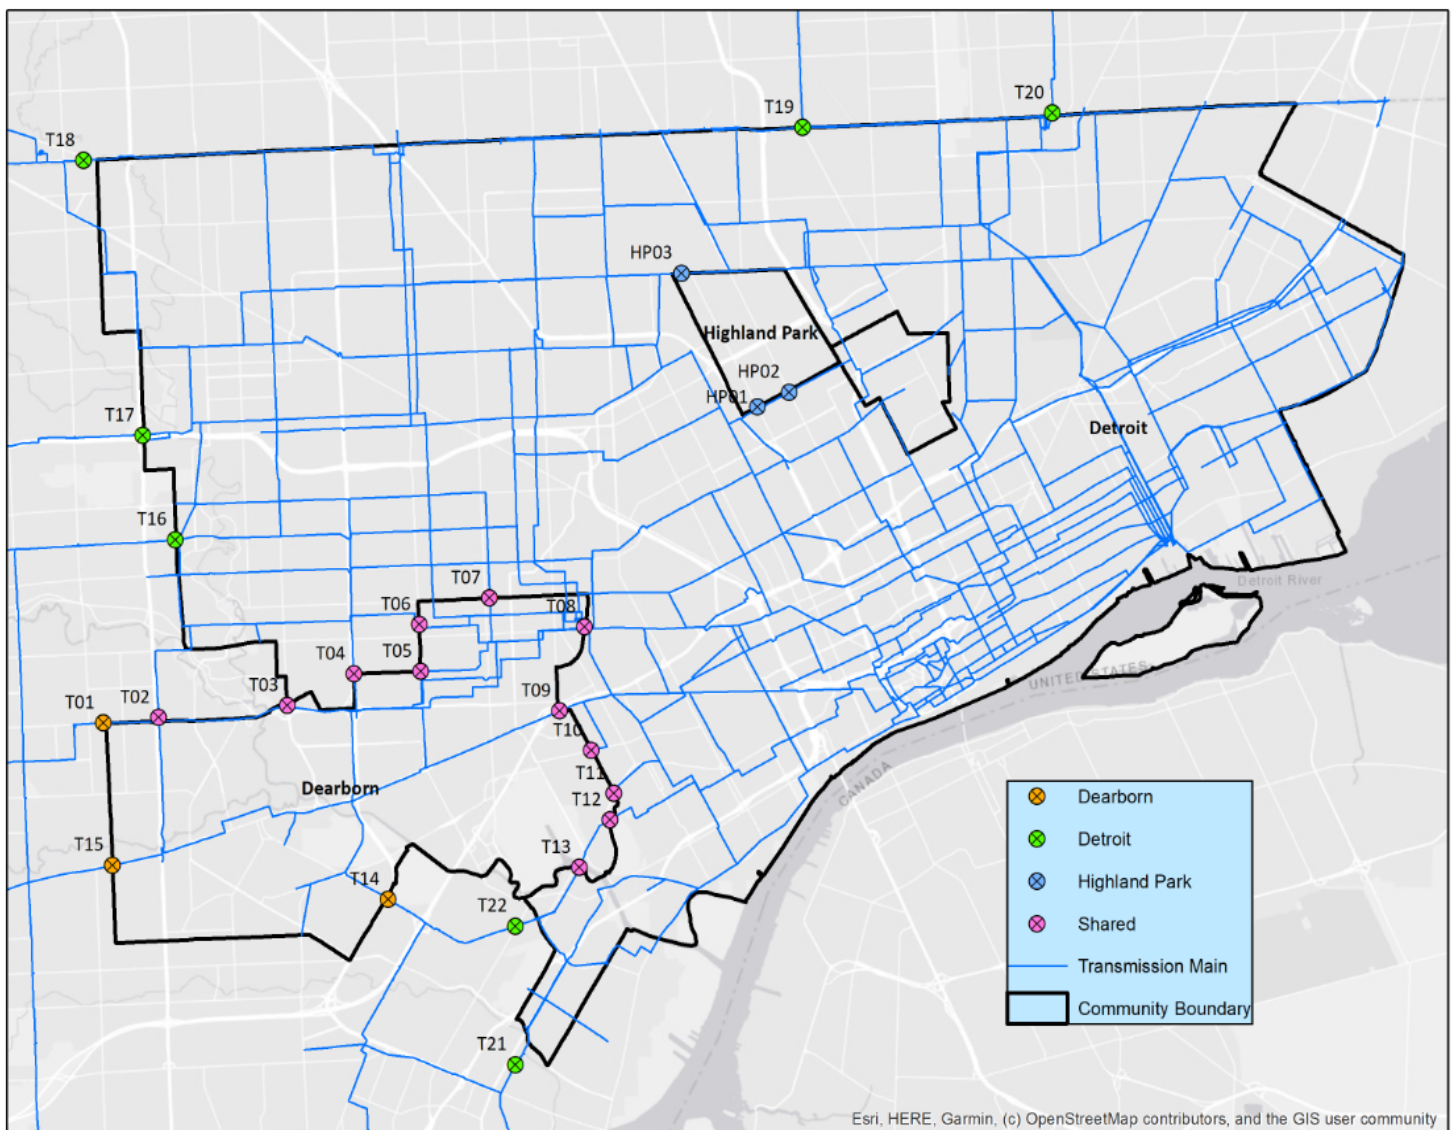 T20
T19
T18
HP03
Highland Park
HP02
HP01
T17
Detroit
T16
T07
Detroit River
T06
T08
T04
T05
UNITED STATES
T03
T09
T02
T01
T10
T11
CANADA
Dearborn
T12
Dearborn
Detroit
T15
T13
T14
Highland Park
T22
Shared
Transmission Main
Community Boundary
T21
Esri, HERE, Garmin, (c) OpenStreetMap contributors, and the GIS user community